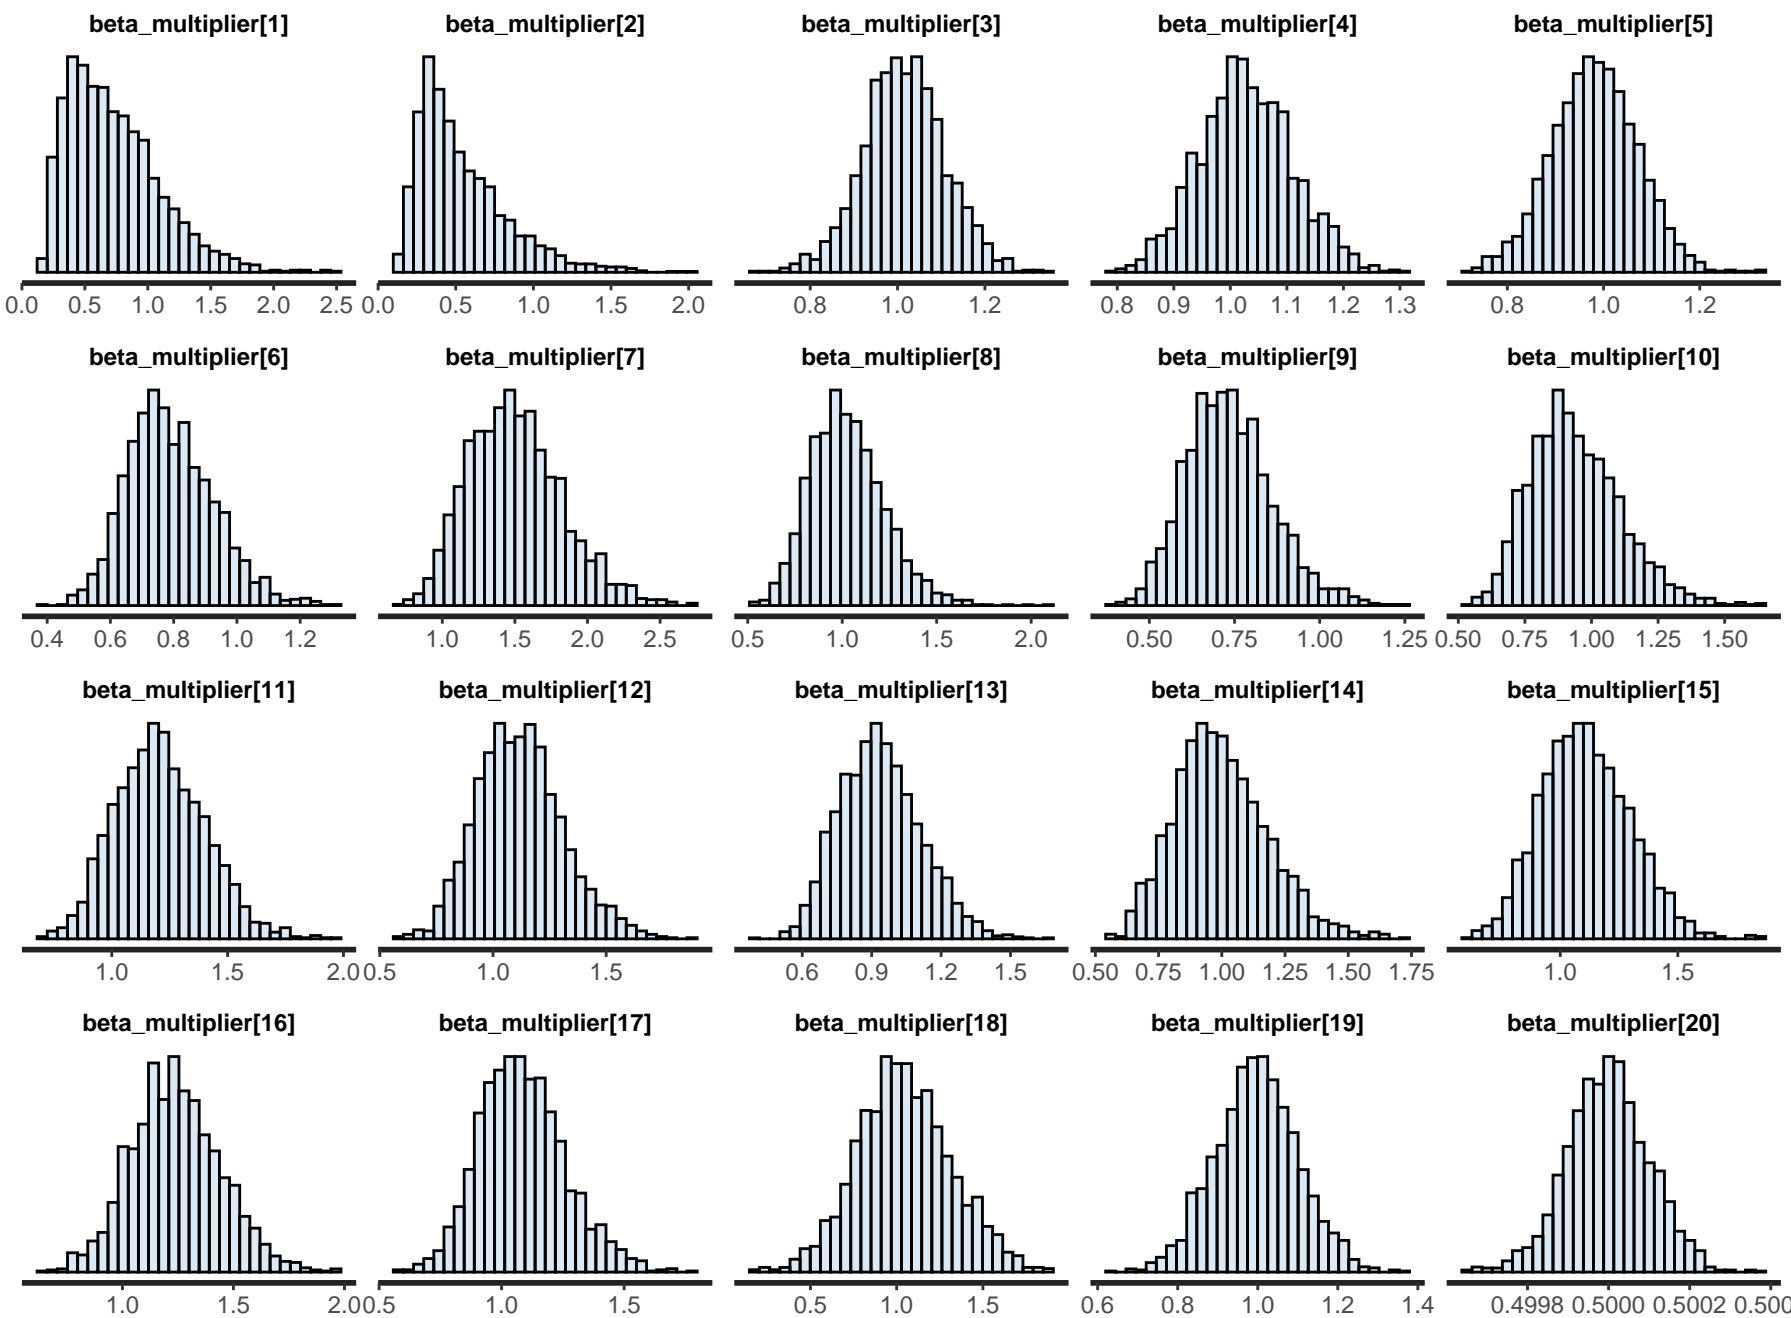 beta_multiplier[1] beta_multiplier[2] beta_multiplier[3] beta_multiplier[4] beta_multiplier[5]
0.0 0.5 1.0 1.5 2.0 2.5 0.0 0.5 1.0 1.5 2.0 0.8 1.0 1.2 0.8 0.9 1.0 1.1 1.2 1.3 0.8 1.0 1.2
beta_multiplier[6] beta_multiplier[7] beta_multiplier[8] beta_multiplier[9] beta_multiplier[10]
0.4 0.6 0.8 1.0 1.2 1.0 1.5 2.0 2.5 0.5 1.0 1.5 2.0 0.50 0.75 1.00 1.25 0.50 0.75 1.00 1.25 1.50
beta_multiplier[11] beta_multiplier[12] beta_multiplier[13] beta_multiplier[14] beta_multiplier[15]
1.0 1.5 2.0 0.5 1.0 1.5 0.6 0.9 1.2 1.5 0.50 0.75 1.00 1.25 1.50 1.75 1.0 1.5
beta_multiplier[16] beta_multiplier[17] beta_multiplier[18] beta_multiplier[19] beta_multiplier[20]
1.0 1.5 2.0 0.5 1.0 1.5 0.5 1.0 1.5 0.6 0.8 1.0 1.2 1.4 0.4998 0.5000 0.5002